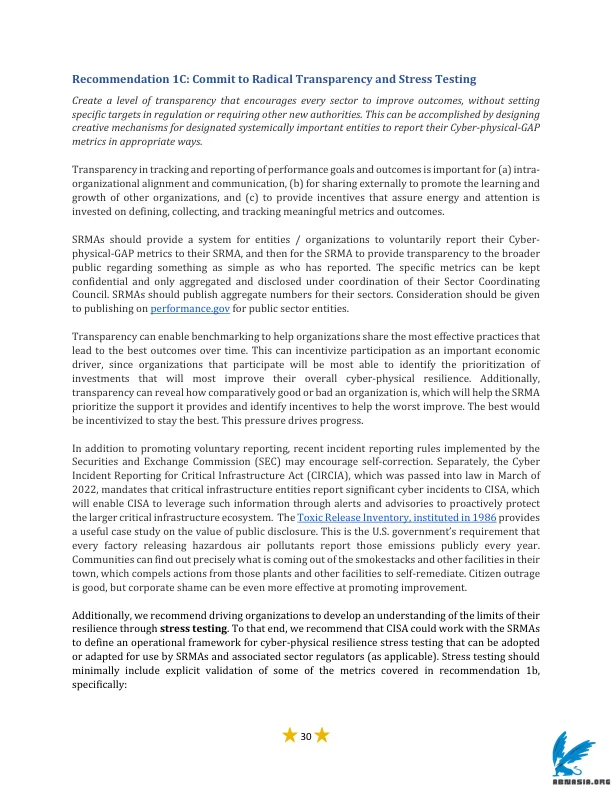 Recommendation 1C: Commit to Radical Transparency and Stress Testing
Create a level of transparency that encourages every sector to improve outcomes, without setting
specific targets in regulation or requiring other new authorities. This can be accomplished by designing
creative mechanisms for designated systemically important entities to report their Cyber-physical-GAP
metrics in appropriate ways.
Transparency in tracking and reporting of performance goals and outcomes is important for (a) intra-
organizational alignment and communication, (b) for sharing externally to promote the learning and
growth of other organizations, and (c) to provide incentives that assure energy and attention is
invested on defining, collecting, and tracking meaningful metrics and outcomes.
SRMAs should provide a system for entities / organizations to voluntarily report their Cyber-
physical-GAP metrics to their SRMA, and then for the SRMA to provide transparency to the broader
public regarding something as simple as who has reported. The specific metrics can be kept
confidential and only aggregated and disclosed under coordination of their Sector Coordinating
Council. SRMAs should publish aggregate numbers for their sectors. Consideration should be given
to publishing on performance.gov for public sector entities.
Transparency can enable benchmarking to help organizations share the most effective practices that
lead to the best outcomes over time. This can incentivize participation as an important economic
driver, since organizations that participate will be most able to identify the prioritization of
investments that will most improve their overall cyber-physical resilience. Additionally,
transparency can reveal how comparatively good or bad an organization is, which will help the SRMA
prioritize the support it provides and identify incentives to help the worst improve. The best would
be incentivized to stay the best. This pressure drives progress.
In addition to promoting voluntary reporting, recent incident reporting rules implemented by the
Securities and Exchange Commission (SEC) may encourage self-correction. Separately, the Cyber
Incident Reporting for Critical Infrastructure Act (CIRCIA), which was passed into law in March of
2022, mandates that critical infrastructure entities report significant cyber incidents to CISA, which
will enable CISA to leverage such information through alerts and advisories to proactively protect
the larger critical infrastructure ecosystem. The Toxic Release Inventory, instituted in 1986 provides
a useful case study on the value of public disclosure. This is the U.S. government's requirement that
every factory releasing hazardous air pollutants report those emissions publicly every year.
Communities can find out precisely what is coming out of the smokestacks and other facilities in their
town, which compels actions from those plants and other facilities to self-remediate. Citizen outrage
is good, but corporate shame can be even more effective at promoting improvement.
Additionally, we recommend driving organizations to develop an understanding of the limits of their
resilience through stress testing. To that end, we recommend that CISA could work with the SRMAs
to define an operational framework for cyber-physical resilience stress testing that can be adopted
or adapted for use by SRMAs and associated sector regulators (as applicable). Stress testing should
minimally include explicit validation of some of the metrics covered in recommendation 1b,
specifically:
30
ABNASIA.ORG